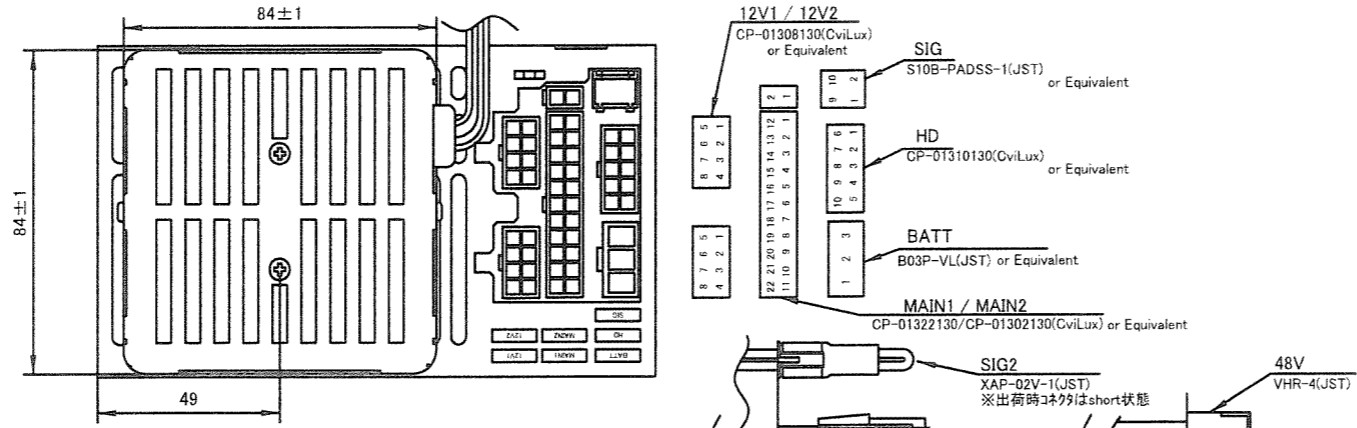 84±1
84±1
49
SIG
12V2
MAIN2
HD
12V1
MAIN1
BATT
12V1 / 12V2
CP-01308130(CviLux)
or Equivalent
SIG
S10B-PADSS-1(JST)
or Equivalent
HD
CP-01310130(CviLux)
or Equivalent
BATT
B03P-VL(JST) or Equivalent
MAIN1 / MAIN2
CP-01322130/CP-01302130(CviLux) or Equivalent
SIG2
XAP-02V-1(JST)
※出荷時コネクタはshort状態
48V
VHR-4(JST)
5 1
6 2
7 3
8 4
5 1
6 2
7 3
8 4
2 1
12 1
13 2
14 3
15 4
16 5
17 6
18 7
19 8
20 9
21 10
22 11
10 2
9 1
6 1
7 2
8 3
9 4
10 5
3
2
1